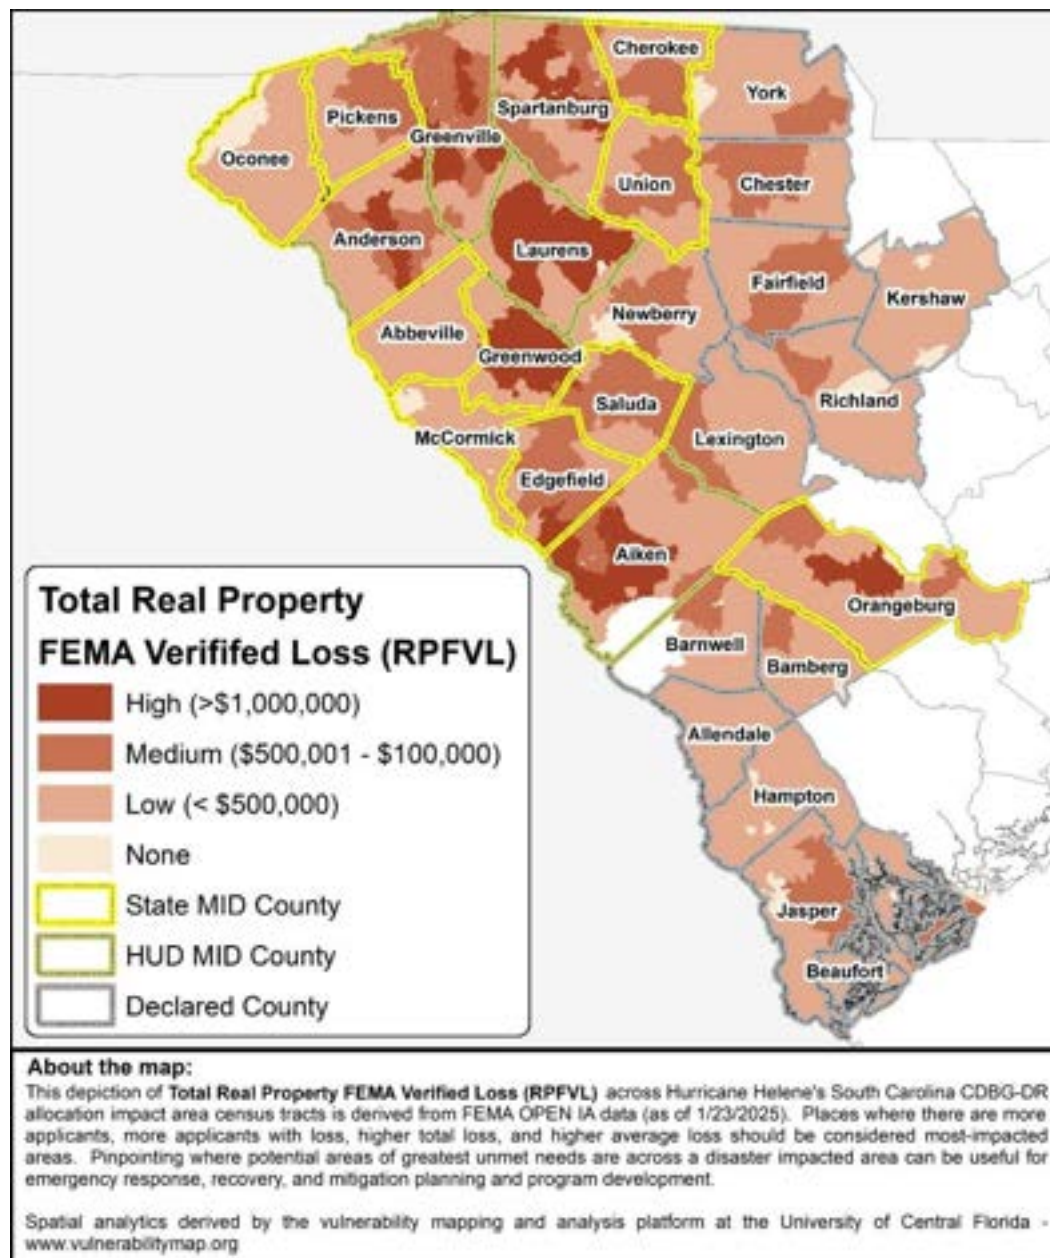 Cherokee
York
Spartanburg
Pickens
Greenville
Oconee
Union
Chester
Anderson
Laurens
Fairfield
Kershaw
Newberry
Abbeville
Greenwood
Richland
Saluda
McCormick
Lexington
Edgefield
Aiken
Orangeburg
Barnwell
Bamberg
Allendale
Hampton
Jasper
Beaufort
Total Real Property
FEMA Verififed Loss (RPFVL)
High (>$1,000,000)
Medium ($500,001 - $100,000)
Low (< $500,000)
None
State MID County
HUD MID County
Declared County
About the map:
This depiction of Total Real Property FEMA Verified Loss (RPFVL) across Hurricane Helene's South Carolina CDBG-DR
allocation impact area census tracts is derived from FEMA OPEN IA data (as of 1/23/2025). Places where there are more
applicants, more applicants with loss, higher total loss, and higher average loss should be considered most-impacted
areas. Pinpointing where potential areas of greatest unmet needs are across a disaster impacted area can be useful for
emergency response, recovery, and mitigation planning and program development.
Spatial analytics derived by the vulnerability mapping and analysis platform at the University of Central Florida -
www.vulnerabilitymap.org